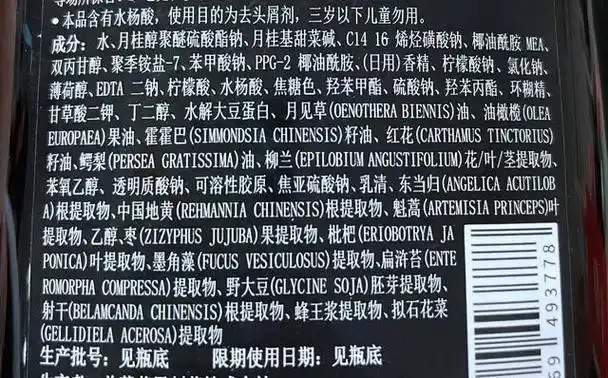 ●本品含有水杨酸，使用目的为去头屑剂，三岁以下儿童勿用。
成分：水、月桂醇聚醚硫酸酯钠、月桂基甜菜碱、C14 16 烯烃磺酸钠、椰油酰胺 MEA、
双丙甘醇、聚季铵盐-7、苯甲酸钠、PPG-2 椰油酰胺、(日用)香精、柠檬酸钠、氯化钠、
薄荷醇、EDTA 二钠、柠檬酸、水杨酸、焦糖色、羟苯甲酯、硫酸钠、羟苯丙酯、环糊精、
甘草酸二钾、丁二醇、水解大豆蛋白、月见草(OENOTHERA BIENNIS)油、油橄榄(OLEA
EUROPAEA)果油、霍霍巴(SIMMONDSIA CHINENSIS)籽油、红花(CARTHAMUS TINCTORIUS)
籽油、鳄梨(PERSEA GRATISSIMA)油、柳兰(EPILOBIUM ANGUSTIFOLIUM)花/叶/茎提取物、
苯氧乙醇、透明质酸钠、可溶性胶原、焦亚硫酸钠、乳清、东当归(ANGELICA ACUTILOB
A)根提取物、中国地黄(REHMANNIA CHINENSIS)根提取物、魁蒿(ARTEMISIA PRINCEPS)叶
提取物、乙醇、枣(ZIZYPHUS JUJUBA)果提取物、枇杷(ERIOBOTRYA JA
PONICA)叶提取物、墨角藻(FUCUS VESICULOSUS)提取物、扁浒苔(ENTE
ROMORPHA COMPRESSA)提取物、野大豆(GLYCINE SOJA)胚芽提取物、
射干(BELAMCANDA CHINENSIS)根提取物、蜂王浆提取物、拟石花菜
(GELLIDIELA ACEROSA)提取物
生产批号：见瓶底 限期使用日期：见瓶底
69 493778